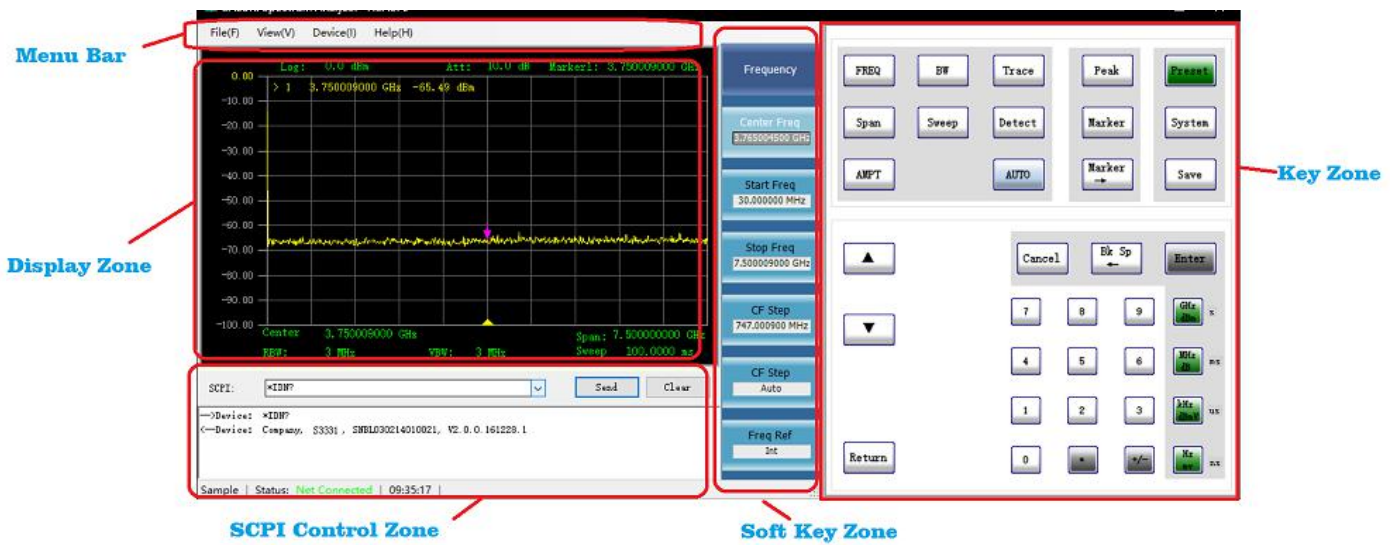 Menu Bar
File(F) View(V) Device(I) Help(H)
Log: 0.0 dBm Att: 10.0 dB Marker1: 3.750009000 GHz
> 1 3.750009000 GHz -65.49 dBm
0.00
-10.00
-20.00
-30.00
-40.00
-50.00
-60.00
-70.00
-80.00
-90.00
-100.00
Center 3.750009000 GHz Span: 7.500000000 GHz
RBW: 3 MHz VBW: 3 MHz Sweep 100.0000 ms
Display Zone
SCPI: *IDN? Send Clear
-->Device: *IDN?
<--Device: Company, S3331, SNBL030214010021, V2.0.0.161228.1
Sample | Status: Net Connected | 09:35:17 |
SCPI Control Zone
Frequency
Center Freq
3.765004500 GHz
Start Freq
30.000000 MHz
Stop Freq
7.500009000 GHz
CF Step
747.000900 MHz
CF Step
Auto
Freq Ref
Int
Soft Key Zone
FREQ BW Trace Peak Preset
Span Sweep Detect Marker System
AMPT AUTO Marker → Save
Key Zone
▲ Cancel Bk Sp ← Enter
7 8 9 GHz dBm s
▼
4 5 6 MHz dB ms
1 2 3 kHz dBmV us
Return 0 . +/- Hz mv ns